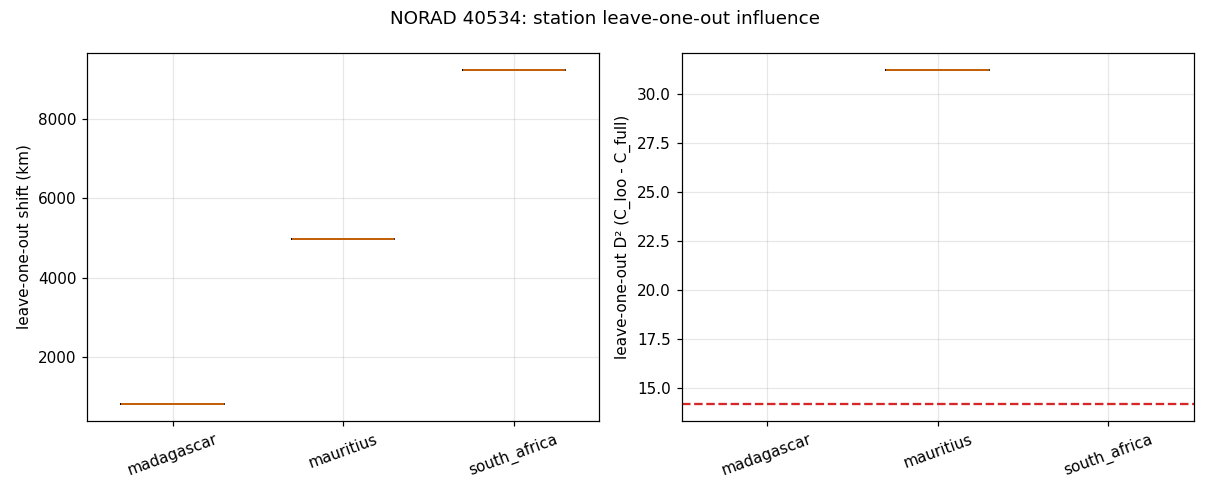 NORAD 40534: station leave-one-out influence
leave-one-out shift (km)
8000
6000
4000
2000
madagascar
mauritius
south_africa
leave-one-out D² (C_loo - C_full)
30.0
27.5
25.0
22.5
20.0
17.5
15.0
madagascar
mauritius
south_africa